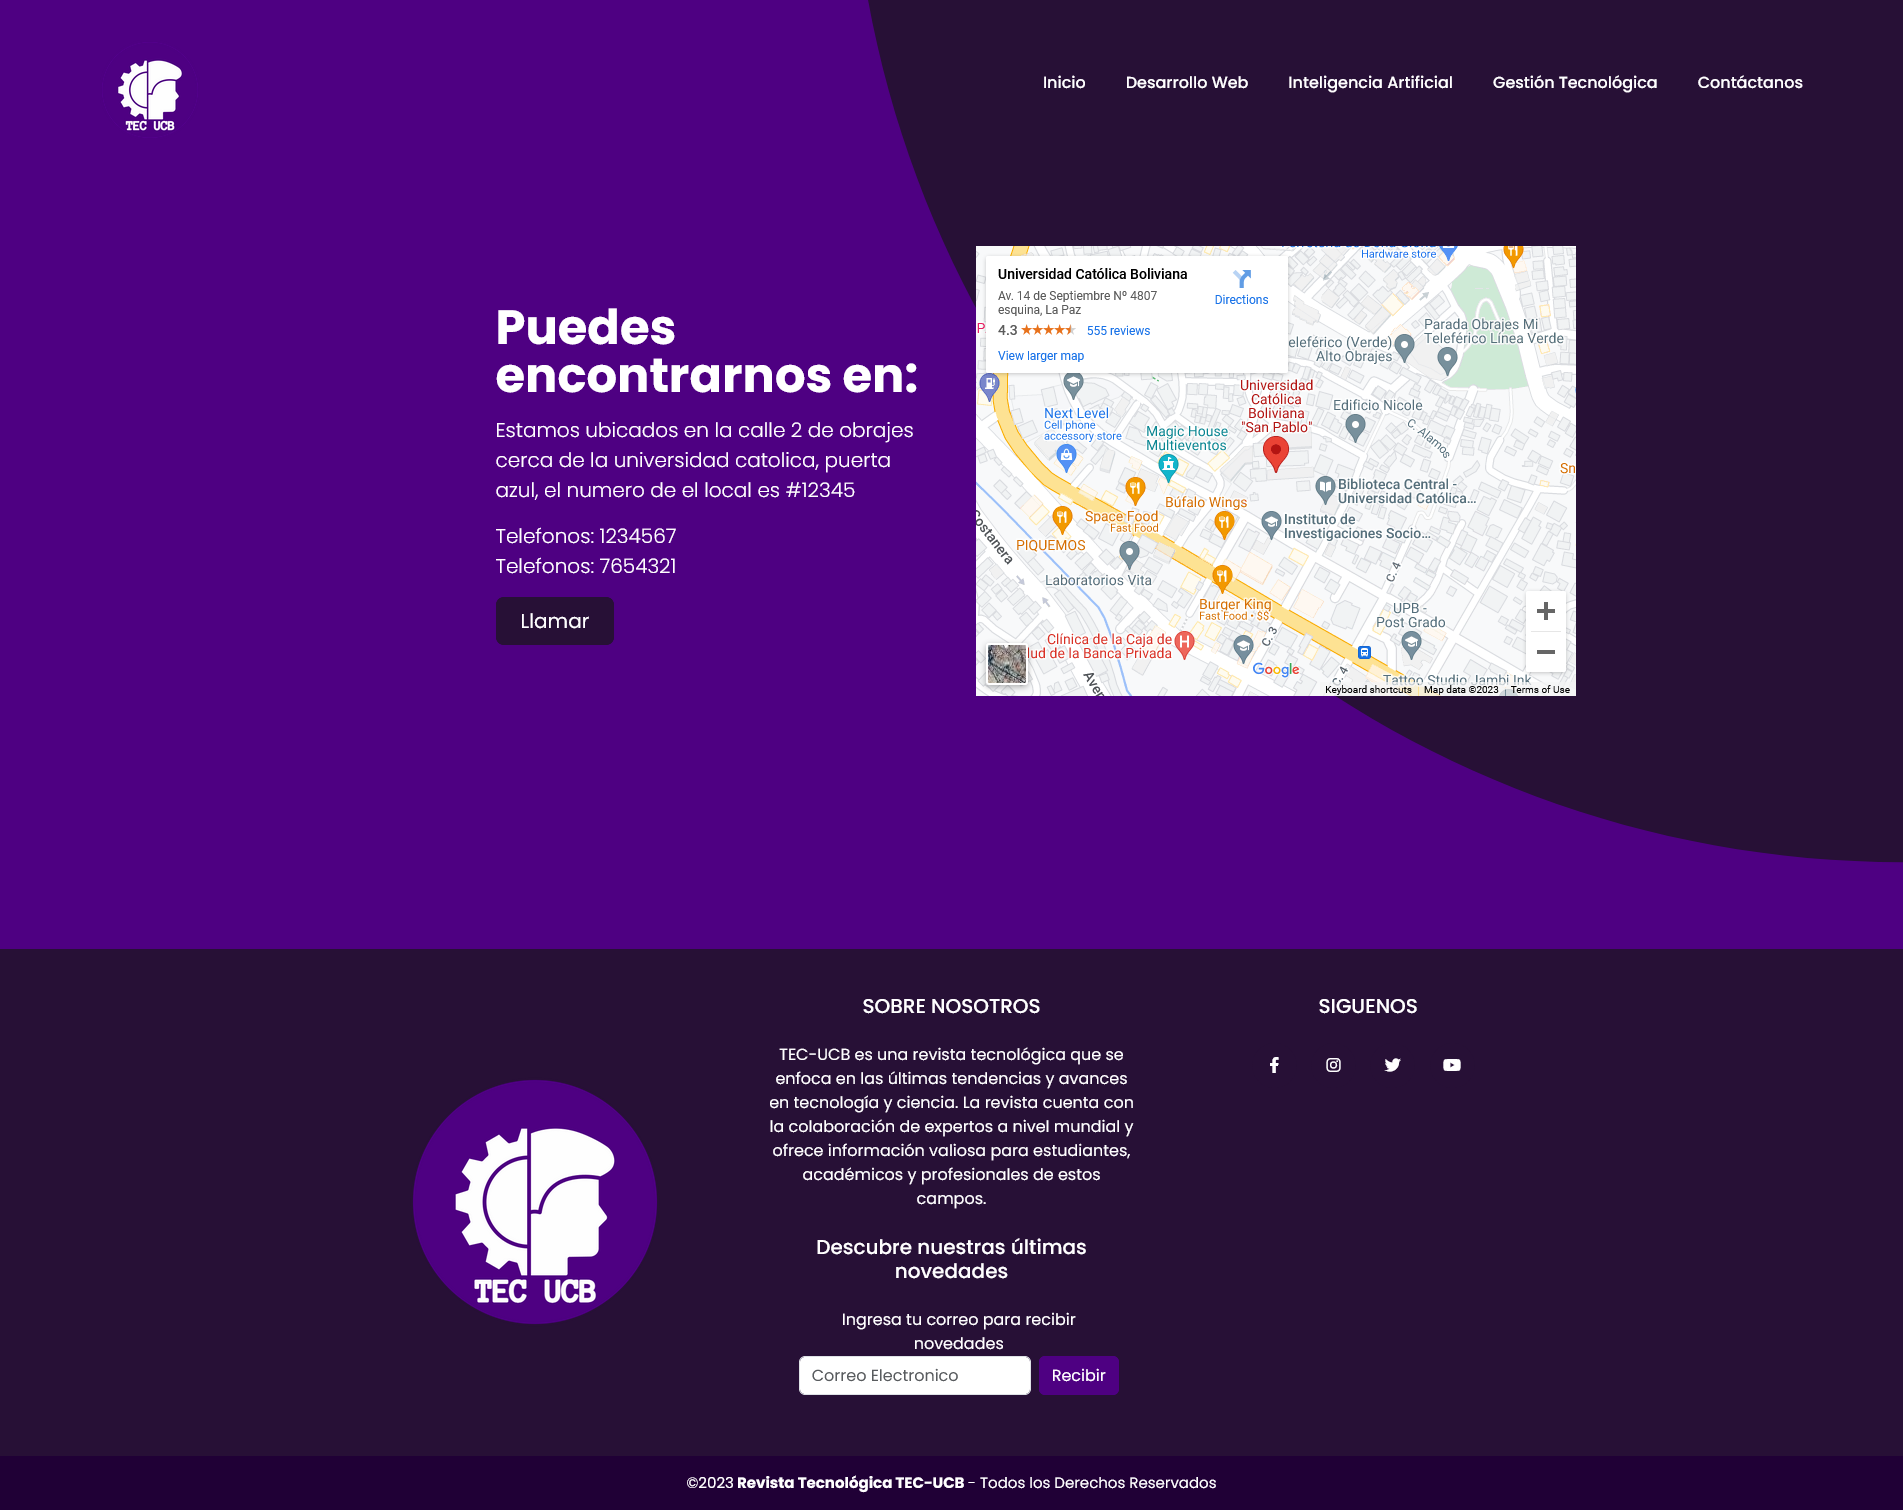 TEC UCB
Inicio
Desarrollo Web
Inteligencia Artificial
Gestión Tecnológica
Contáctanos
Puedes
encontrarnos en:
Estamos ubicados en la calle 2 de obrajes
cerca de la universidad catolica, puerta
azul, el numero de el local es #12345
Telefonos: 1234567
Telefonos: 7654321
Llamar
Universidad Católica Boliviana
Av. 14 de Septiembre Nº 4807
esquina, La Paz
4.3
555 reviews
View larger map
Directions
Hardware store
Parada Obrajes Mi
Teleférico Línea Verde
eleférico (Verde)
Alto Obrajes
Universidad
Católica
Boliviana
"San Pablo"
Edificio Nicole
C. Alamos
Next Level
Cell phone
accessory store
Magic House
Multieventos
Sn
Biblioteca Central -
Universidad Católica...
Búfalo Wings
Space Food
Fast Food
Instituto de
Investigaciones Socio...
PIQUEMOS
Costanera
Laboratorios Vita
C. 4
Burger King
Fast Food • $$
UPB -
Post Grado
C. 3
Clínica de la Caja de
lud de la Banca Privada
Google
C. 4
Aven
Tattoo Studio Jambi Ink
Keyboard shortcuts
Map data ©2023
Terms of Use
TEC UCB
SOBRE NOSOTROS
TEC-UCB es una revista tecnológica que se
enfoca en las últimas tendencias y avances
en tecnología y ciencia. La revista cuenta con
la colaboración de expertos a nivel mundial y
ofrece información valiosa para estudiantes,
académicos y profesionales de estos
campos.
Descubre nuestras últimas
novedades
Ingresa tu correo para recibir
novedades
Correo Electronico
Recibir
SIGUENOS
©2023 Revista Tecnológica TEC-UCB - Todos los Derechos Reservados